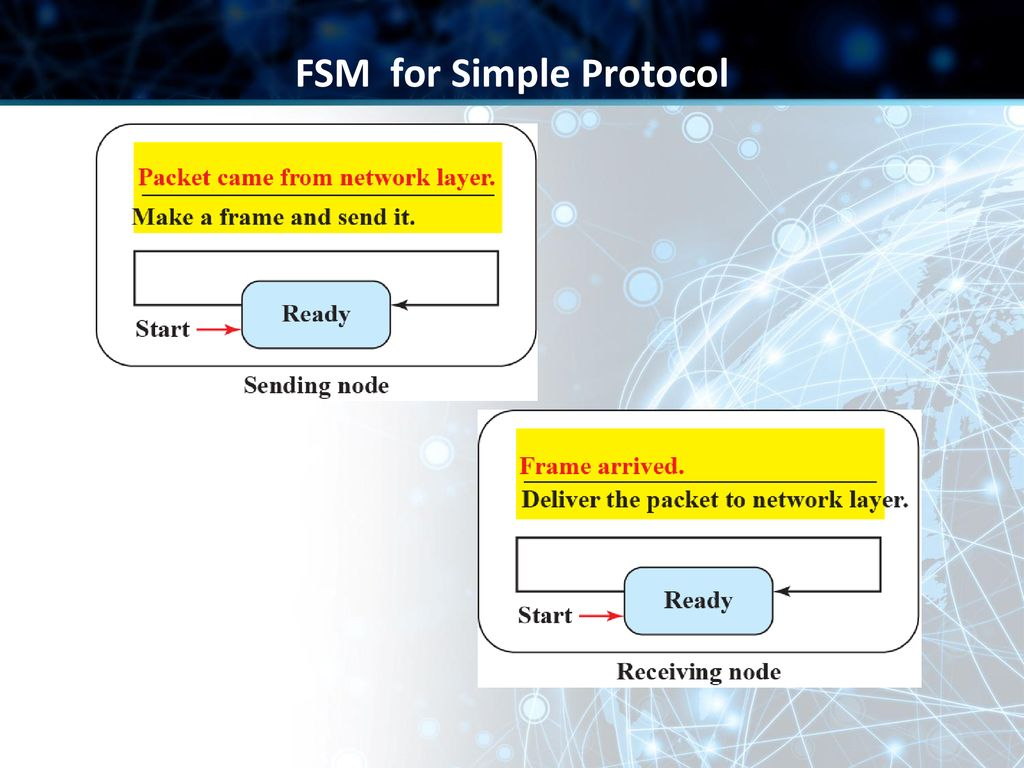 FSM for Simple Protocol
Packet came from network layer.
Make a frame and send it.
Ready
Start
Sending node
Frame arrived.
Deliver the packet to network layer.
Ready
Start
Receiving node